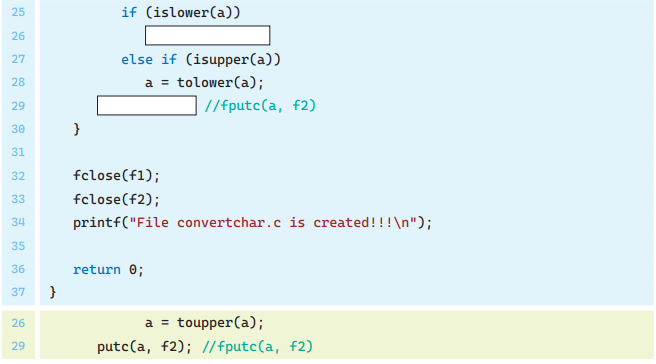 25 if (islower(a))
26
27 else if (isupper(a))
28 a = tolower(a);
29 //fputc(a, f2)
30 }
31
32 fclose(f1);
33 fclose(f2);
34 printf("File convertchar.c is created!!!\n");
35
36 return 0;
37 }
26 a = toupper(a);
29 putc(a, f2); //fputc(a, f2)